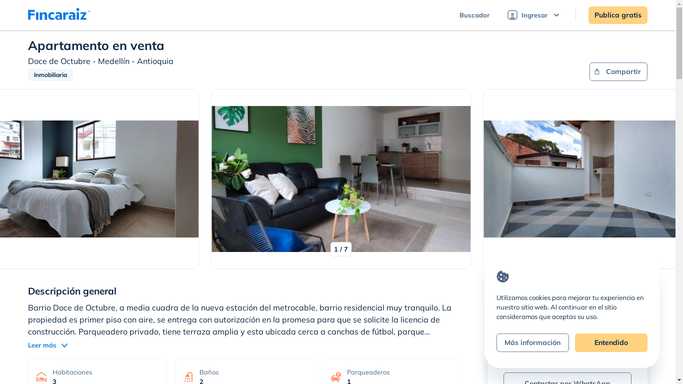 Fincaraiz
Buscador
Ingresar
Publica gratis
Apartamento en venta
Doce de Octubre - Medellín - Antioquia
Inmobiliaria
Compartir
1 / 7
Descripción general
Barrio Doce de Octubre, a media cuadra de la nueva estación del metrocable, barrio residencial muy tranquilo. La
propiedad es primer piso con aire, se entrega con autorización en la promesa para que se solicite la licencia de
construcción. Parqueadero privado, tiene terraza amplia y esta ubicada cerca a canchas de fútbol, parque...
Leer más
Habitaciones
3
Baños
2
Parqueaderos
1
Utilizamos cookies para mejorar tu experiencia en
nuestro sitio web. Al continuar en el sitio
consideramos que aceptas su uso.
Más información
Entendido
Contactar por WhatsApp